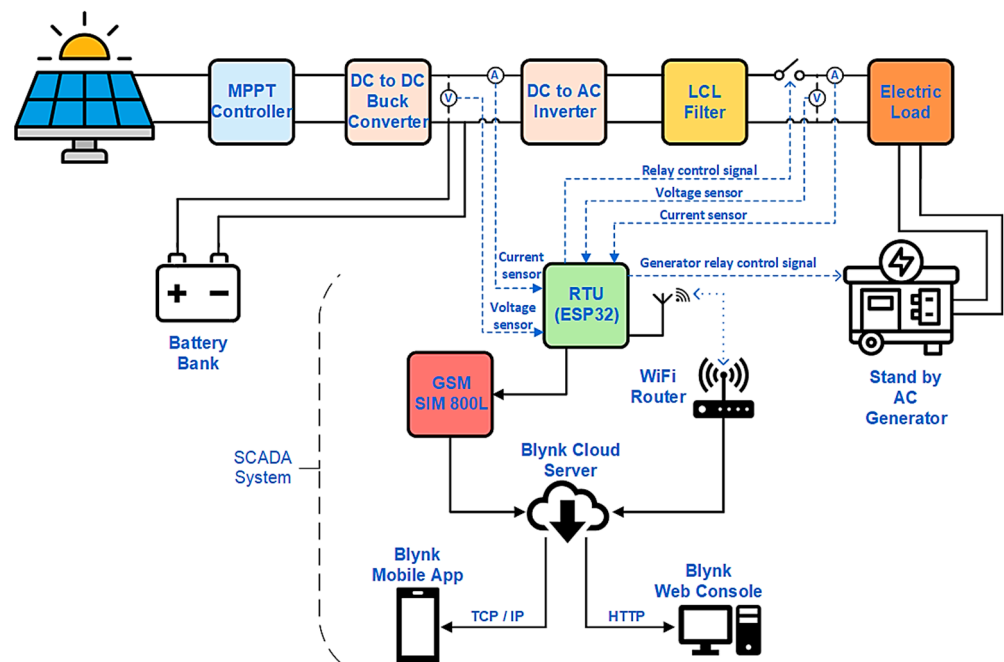 MPPT
Controller
DC to DC
Buck
Converter
A
V
DC to AC
Inverter
LCL
Filter
A
V
Electric
Load
Relay control signal
Voltage sensor
Current sensor
Current
sensor
Voltage
sensor
RTU
(ESP32)
Generator relay control signal
Battery
Bank
GSM
SIM 800L
WiFi
Router
Stand by
AC
Generator
SCADA
System
Blynk Cloud
Server
Blynk
Mobile App
TCP / IP
HTTP
Blynk
Web Console